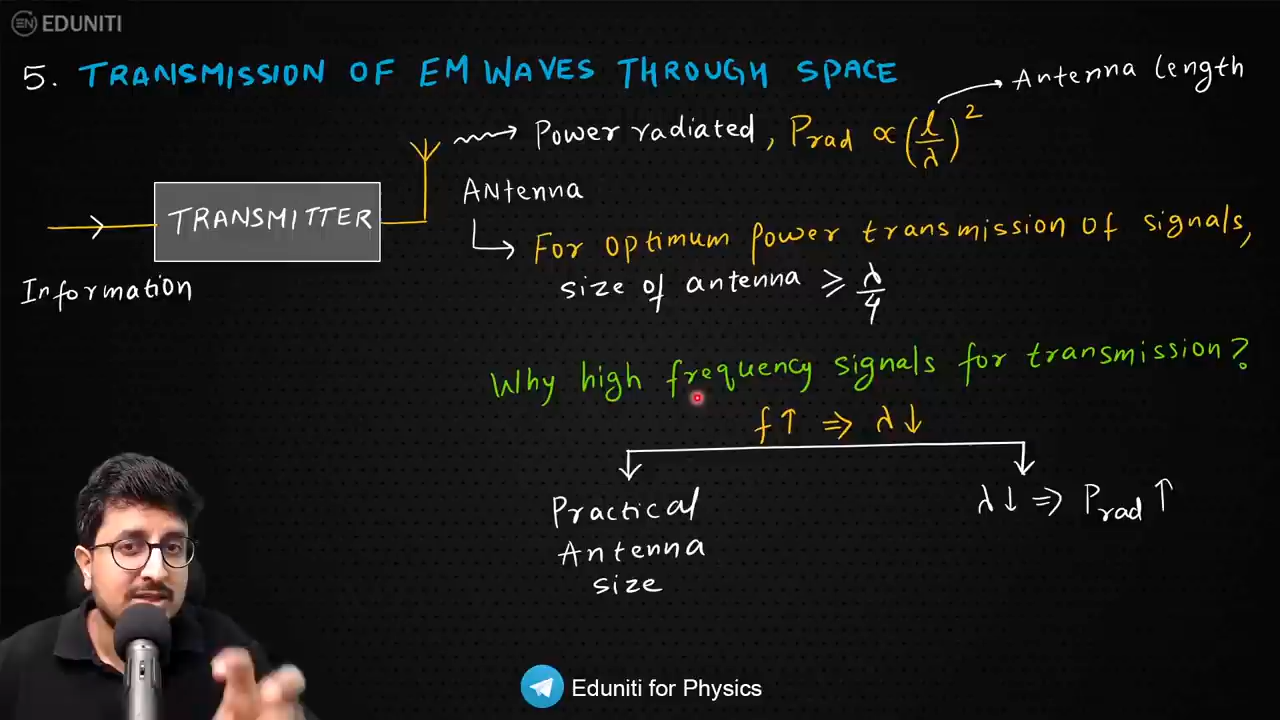 EN EDUNITI
5. TRANSMISSION OF EM WAVES THROUGH SPACE
Antenna length
Power radiated, Prad ∝ (l/λ)²
ANtenna
TRANSMITTER
Information
For optimum power transmission of signals,
size of antenna ≥ λ/4
Why high frequency signals for transmission?
f↑ ⇒ λ↓
Practical
Antenna
size
λ↓ ⇒ Prad ↑
Eduniti for Physics